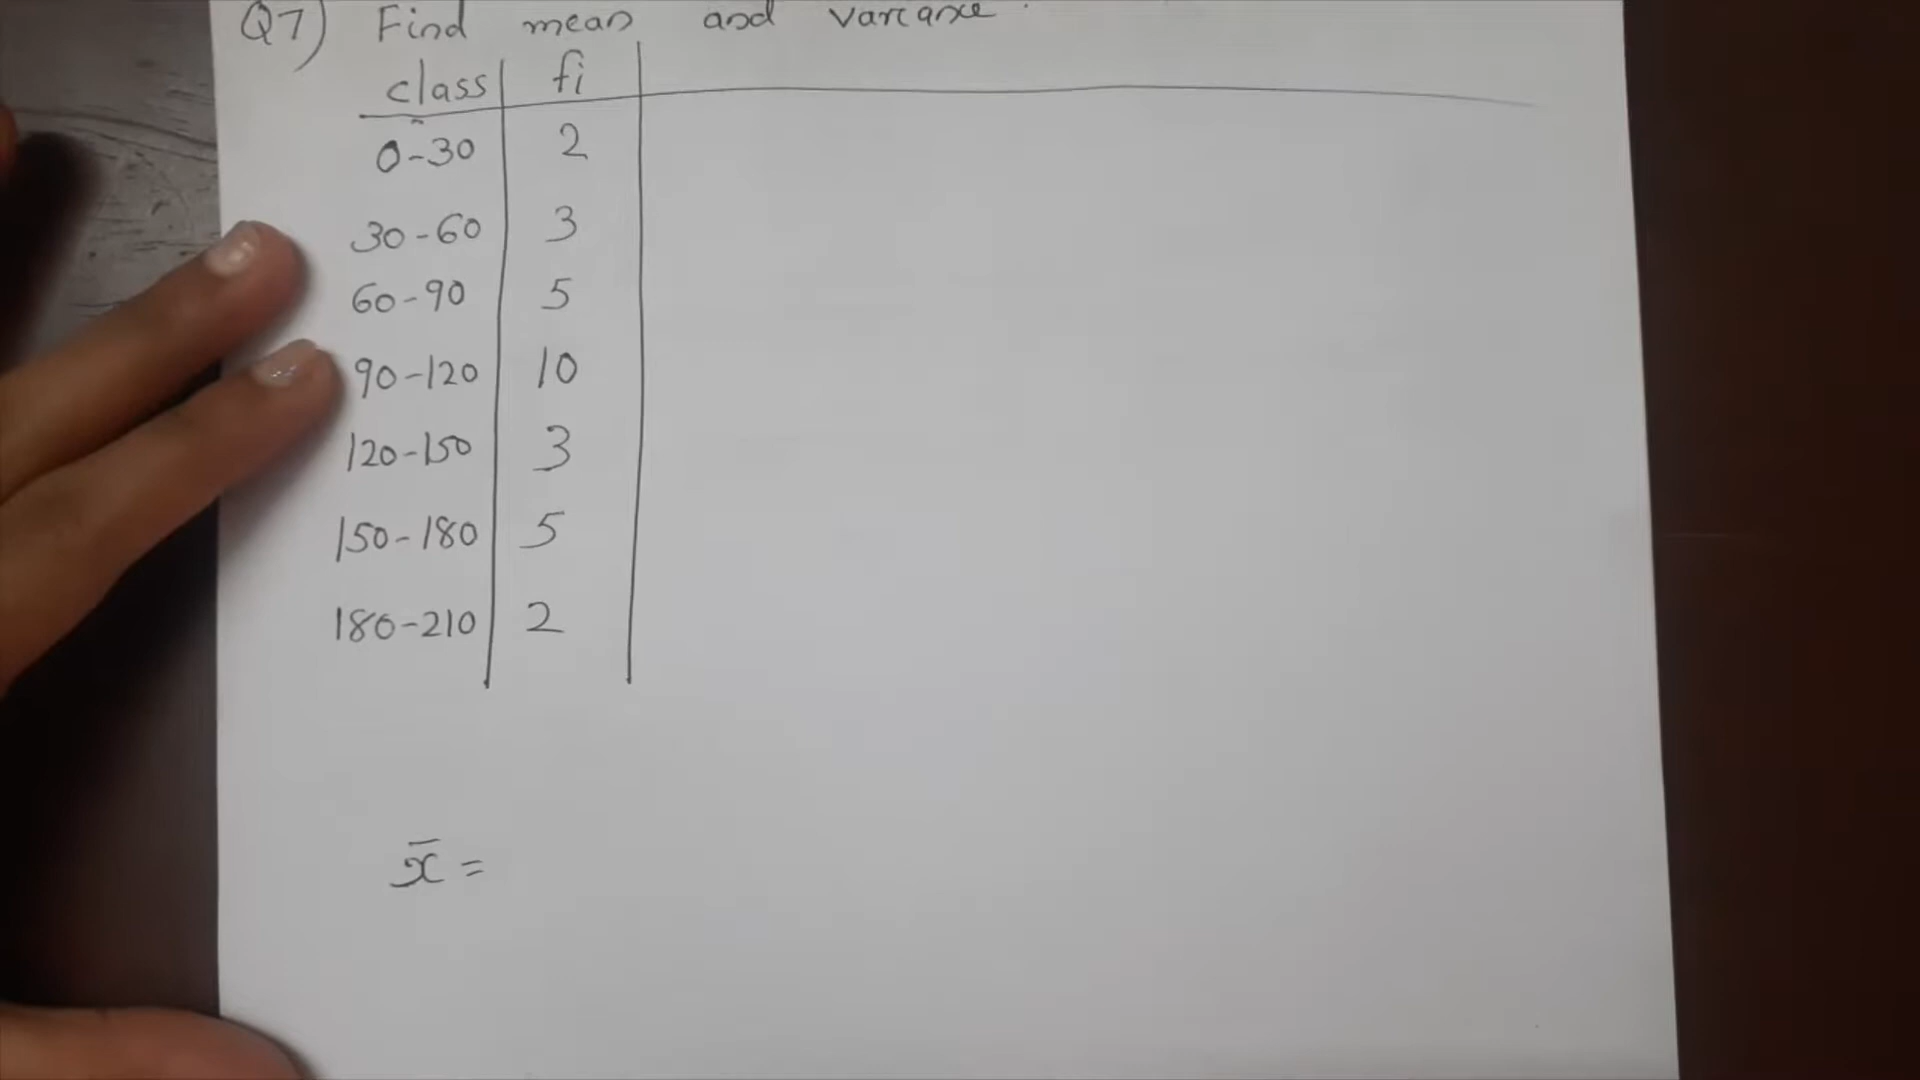 Q7) Find mean and variance.
class fi
0-30 2
30-60 3
60-90 5
90-120 10
120-150 3
150-180 5
180-210 2
x̄ =